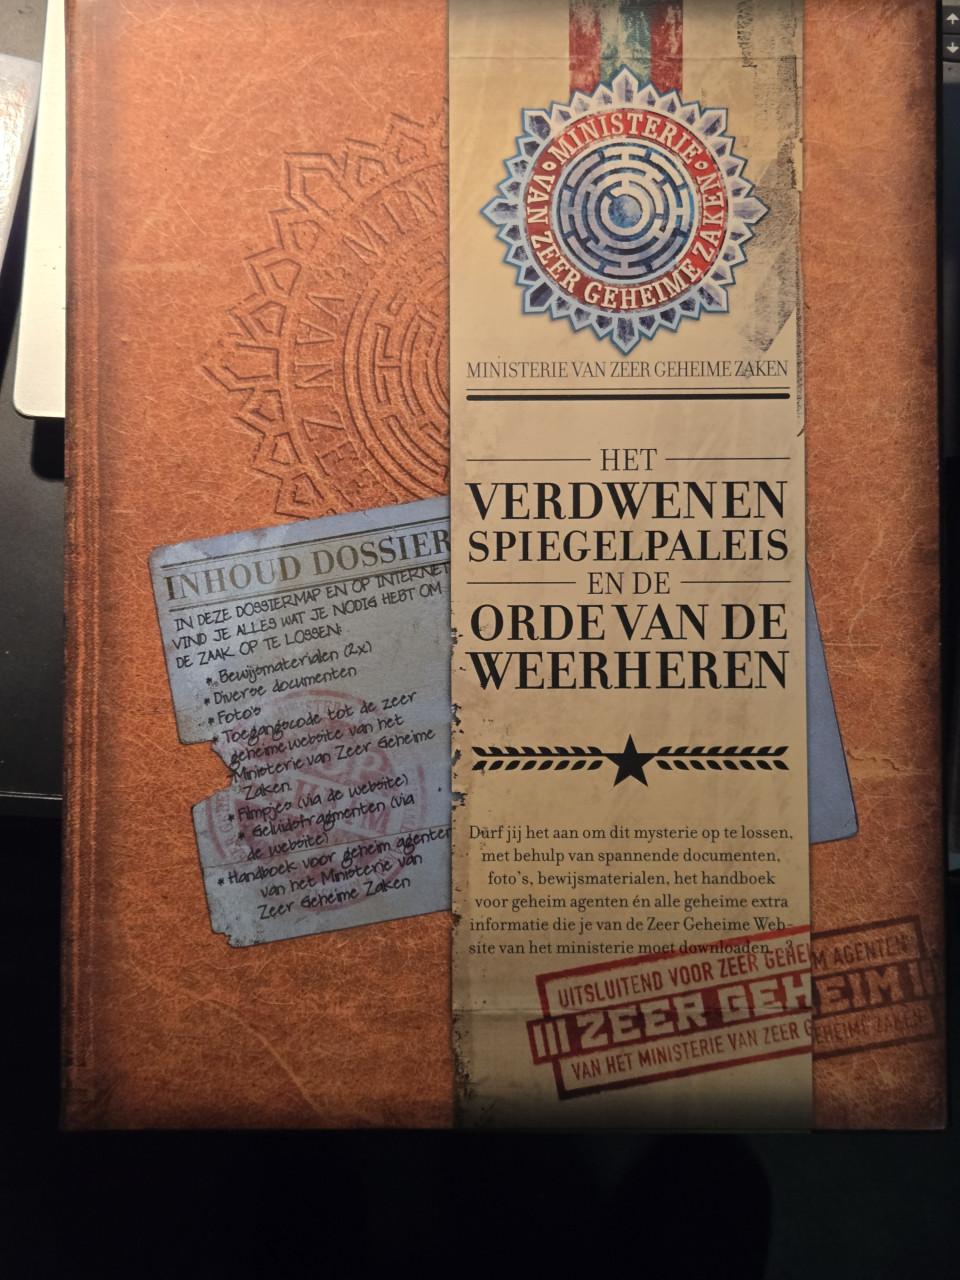 MINISTERIE VAN ZEER GEHEIME ZAKEN
MINISTERIE VAN ZEER GEHEIME ZAKEN
HET
VERDWENEN
SPIEGELPALEIS
EN DE
ORDE VAN DE
WEERHEREN
Durf jij het aan om dit mysterie op te lossen,
met behulp van spannende documenten,
foto's, bewijsmaterialen, het handboek
voor geheim agenten én alle geheime extra
informatie die je van de Zeer Geheime Web-
site van het ministerie moet downloaden...?
UITSLUITEND VOOR ZEER GEHEIM AGENTEN
ZEER GEHEIM
VAN HET MINISTERIE VAN ZEER GEHEIME ZAKEN
MIN
VAN ZEE
INHOUD DOSSIER
IN DEZE DOSSIERMAP EN OP INTERNET
VIND JE ALLES WAT JE NODIG HEBT OM
DE ZAAK OP TE LOSSEN:
* Bewijsmaterialen (2x)
* Diverse documenten
* Foto's
* Toegangscode tot de zeer
geheime website van het
Ministerie van Zeer Geheime
Zaken.
* Filmpjes (via de website)
* Geluidsfragmenten (via
de website)
* Handboek voor geheim agenten
van het Ministerie van
Zeer Geheime Zaken